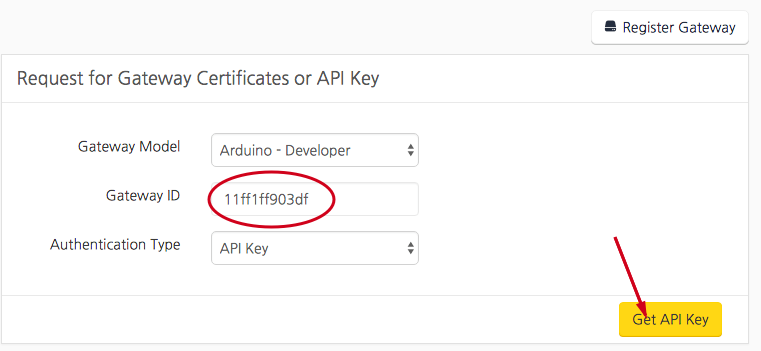 Register Gateway
Request for Gateway Certificates or API Key
Gateway Model
Arduino - Developer
Gateway ID
11ff1ff903df
Authentication Type
API Key
Get API Key